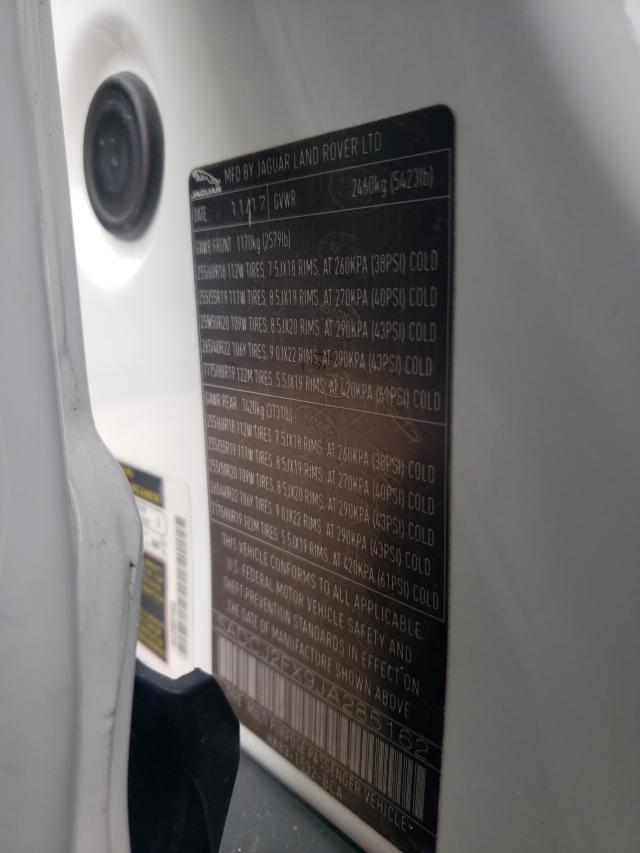 JAGUAR
MFD BY JAGUAR LAND ROVER LTD
DATE 11/17 GVWR 2460kg (5423lb)
GAWR FRONT 1170kg (2579lb)
255/60R18 112W TIRES, 7.5JX18 RIMS, AT 260KPA (38PSI) COLD
255/55R19 111W TIRES, 8.5JX19 RIMS, AT 270KPA (40PSI) COLD
255/50R20 109W TIRES, 8.5JX20 RIMS, AT 290KPA (43PSI) COLD
265/40R22 106Y TIRES, 9.0JX22 RIMS, AT 290KPA (43PSI) COLD
T175/80R19 122M TIRES, 5.5JX19 RIMS, AT 420KPA (61PSI) COLD
GAWR REAR 1420kg (3131lb)
255/60R18 112W TIRES, 7.5JX18 RIMS, AT 260KPA (38PSI) COLD
255/55R19 111W TIRES, 8.5JX19 RIMS, AT 270KPA (40PSI) COLD
255/50R20 109W TIRES, 8.5JX20 RIMS, AT 290KPA (43PSI) COLD
265/40R22 106Y TIRES, 9.0JX22 RIMS, AT 290KPA (43PSI) COLD
T175/80R19 122M TIRES, 5.5JX19 RIMS, AT 420KPA (61PSI) COLD
THIS VEHICLE CONFORMS TO ALL APPLICABLE
U.S. FEDERAL MOTOR VEHICLE SAFETY AND
THEFT PREVENTION STANDARDS IN EFFECT ON
THE DATE OF MANUFACTURE SHOWN ABOVE
SADCJ2FX9JA285162
TYPE: MULTI PURPOSE PASSENGER VEHICLE